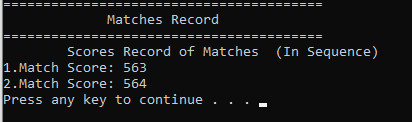 ========================================
Matches Record
========================================
Scores Record of Matches (In Sequence)
1.Match Score: 563
2.Match Score: 564
Press any key to continue . . .